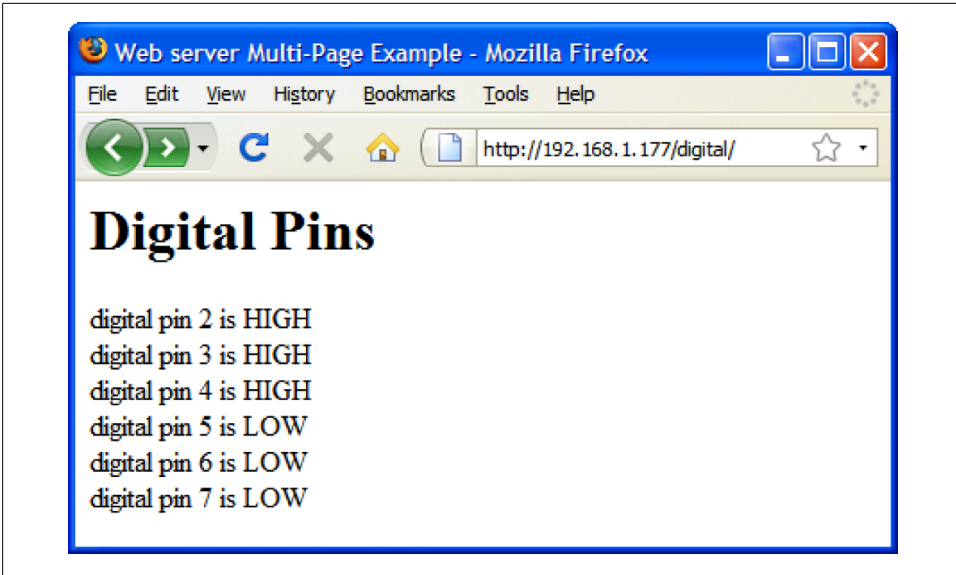 Web server Multi-Page Example - Mozilla Firefox
File Edit View History Bookmarks Tools Help
http://192.168.1.177/digital/
Digital Pins
digital pin 2 is HIGH
digital pin 3 is HIGH
digital pin 4 is HIGH
digital pin 5 is LOW
digital pin 6 is LOW
digital pin 7 is LOW